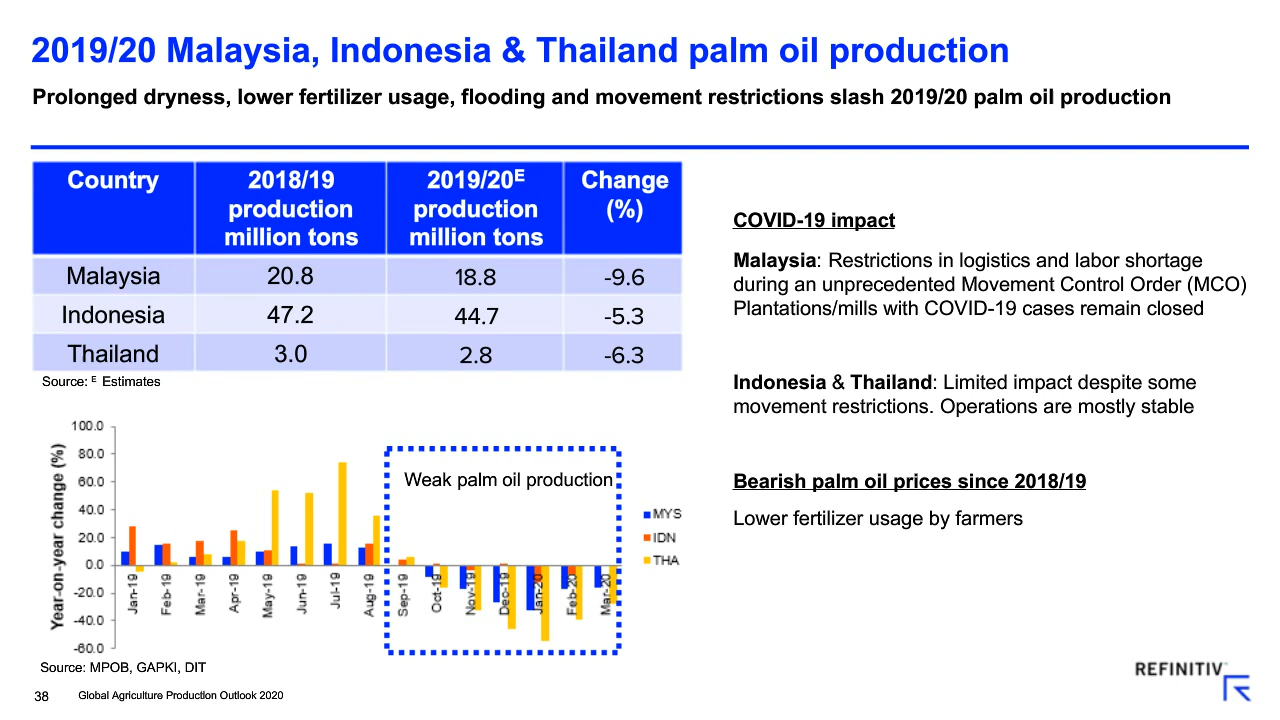 2019/20 Malaysia, Indonesia & Thailand palm oil production
Prolonged dryness, lower fertilizer usage, flooding and movement restrictions slash 2019/20 palm oil production
Country
2018/19
production
million tons
2019/20ᴱ
production
million tons
Change
(%)
Malaysia 20.8 18.8 -9.6
Indonesia 47.2 44.7 -5.3
Thailand 3.0 2.8 -6.3
Source: ᴱ Estimates
Year-on-year change (%)
100.0
80.0
60.0
40.0
20.0
0.0
-20.0
-40.0
-60.0
Jan-19
Feb-19
Mar-19
Apr-19
May-19
Jun-19
Jul-19
Aug-19
Sep-19
Oct-19
Nov-19
Dec-19
Jan-20
Feb-20
Mar-20
Weak palm oil production
MYS
IDN
THA
Source: MPOB, GAPKI, DIT
COVID-19 impact
Malaysia: Restrictions in logistics and labor shortage
during an unprecedented Movement Control Order (MCO)
Plantations/mills with COVID-19 cases remain closed
Indonesia & Thailand: Limited impact despite some
movement restrictions. Operations are mostly stable
Bearish palm oil prices since 2018/19
Lower fertilizer usage by farmers
38 Global Agriculture Production Outlook 2020
REFINITIV